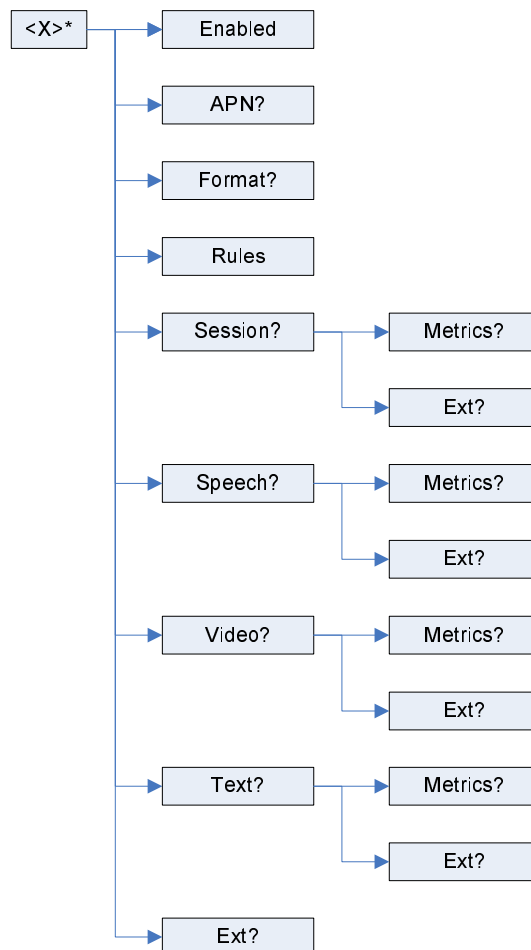 <X>*
Enabled
APN?
Format?
Rules
Session?
Metrics?
Ext?
Speech?
Metrics?
Ext?
Video?
Metrics?
Ext?
Text?
Metrics?
Ext?
Ext?